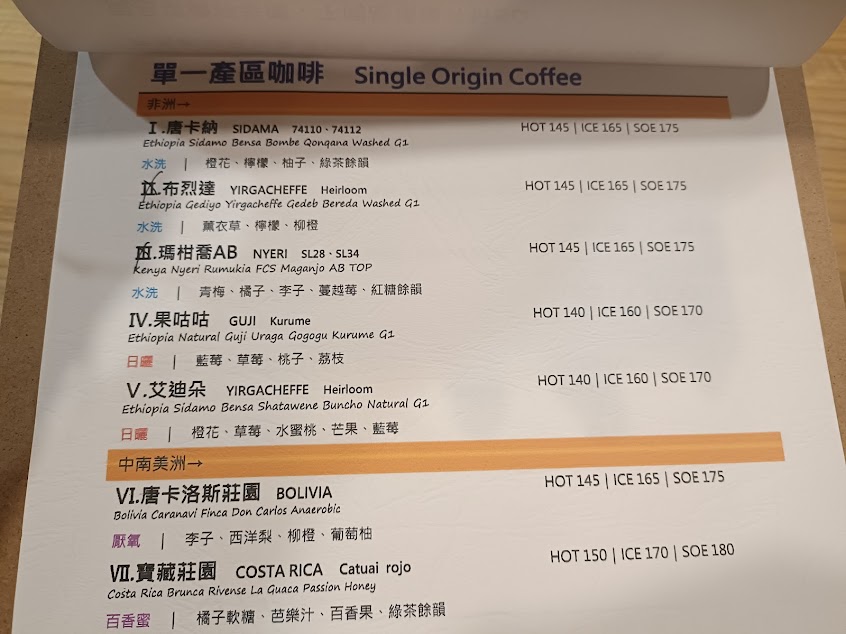 單一產區咖啡 Single Origin Coffee
非洲→
I.唐卡納 SIDAMA 74110、74112 HOT 145 | ICE 165 | SOE 175
Ethiopia Sidamo Bensa Bombe Qonqana Washed G1
水洗 | 橙花、檸檬、柚子、綠茶餘韻
II.布烈達 YIRGACHEFFE Heirloom HOT 145 | ICE 165 | SOE 175
Ethiopia Gediyo Yirgacheffe Gedeb Bereda Washed G1
水洗 | 薰衣草、檸檬、柳橙
III.瑪柑喬AB NYERI SL28、SL34 HOT 145 | ICE 165 | SOE 175
Kenya Nyeri Rumukia FCS Maganjo AB TOP
水洗 | 青梅、橘子、李子、蔓越莓、紅糖餘韻
IV.果咕咕 GUJI Kurume HOT 140 | ICE 160 | SOE 170
Ethiopia Natural Guji Uraga Gogogu Kurume G1
日曬 | 藍莓、草莓、桃子、荔枝
V.艾迪朵 YIRGACHEFFE Heirloom HOT 140 | ICE 160 | SOE 170
Ethiopia Sidamo Bensa Shatawene Buncho Natural G1
日曬 | 橙花、草莓、水蜜桃、芒果、藍莓
中南美洲→
VI.唐卡洛斯莊園 BOLIVIA HOT 145 | ICE 165 | SOE 175
Bolivia Caranavi Finca Don Carlos Anaerobic
厭氧 | 李子、西洋梨、柳橙、葡萄柚
VII.寶藏莊園 COSTA RICA Catuai rojo HOT 150 | ICE 170 | SOE 180
Costa Rica Brunca Rivense La Guaca Passion Honey
百香蜜 | 橘子軟糖、芭樂汁、百香果、綠茶餘韻